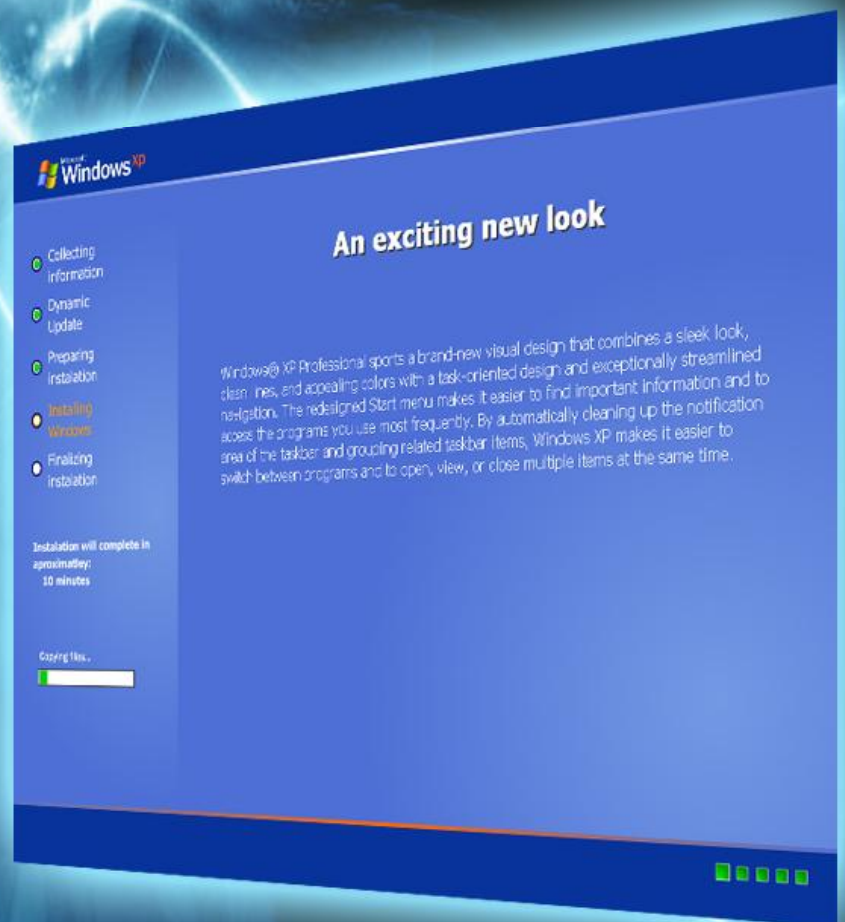 Microsoft
Windows xp
Collecting
information
Dynamic
Update
Preparing
instalation
Installing
Windows
Finalizing
instalation
Instalation will complete in
aproximatley:
10 minutes
Copying files...
An exciting new look
Windows® XP Professional sports a brand-new visual design that combines a sleek look,
clean lines, and appealing colors with a task-oriented design and exceptionally streamlined
navigation. The redesigned Start menu makes it easier to find important information and to
access the programs you use most frequently. By automatically cleaning up the notification
area of the taskbar and grouping related taskbar items, Windows XP makes it easier to
switch between programs and to open, view, or close multiple items at the same time.